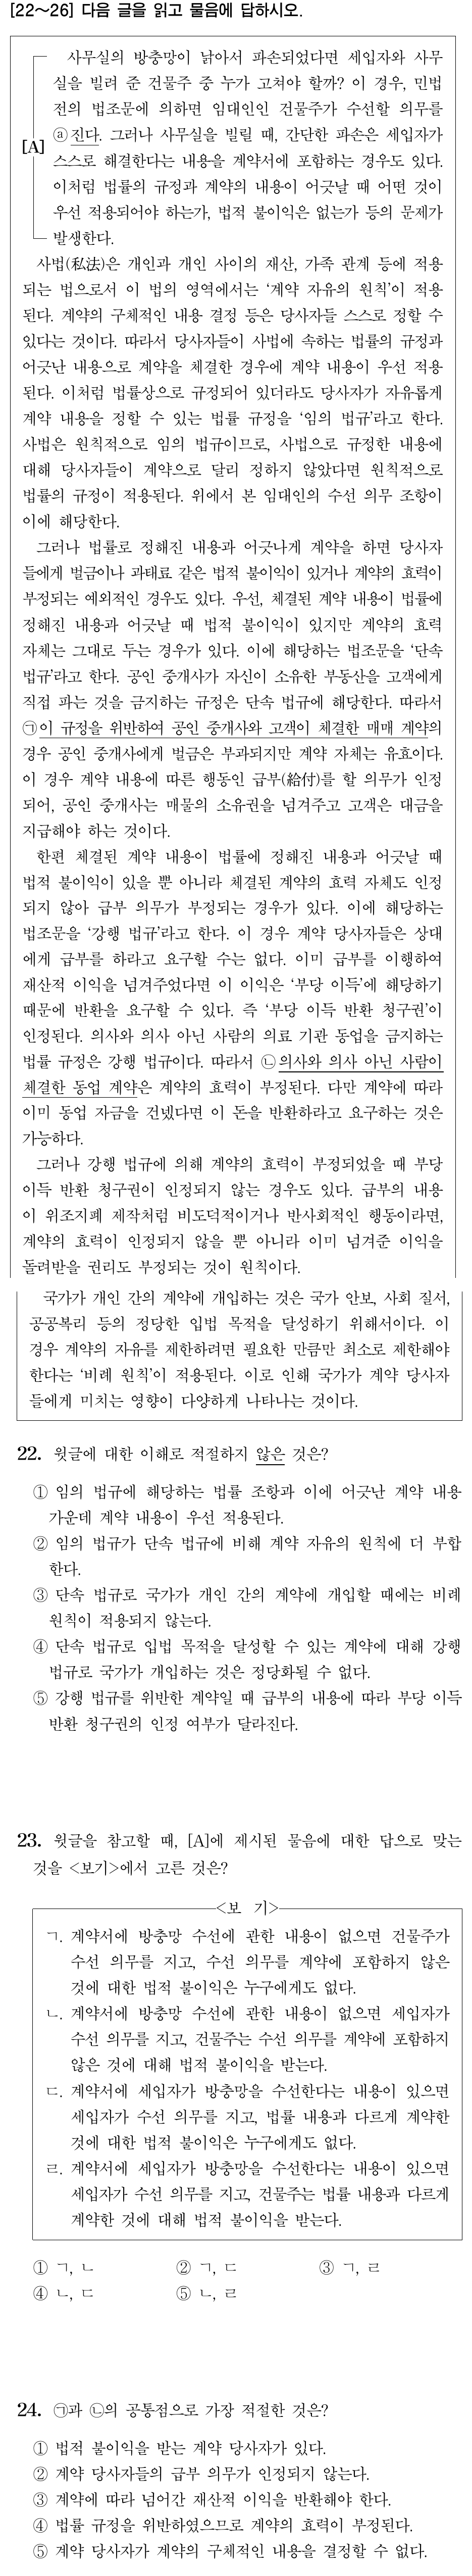 [22～26] 다음 글을 읽고 물음에 답하시오.
사무실의 방충망이 낡아서 파손되었다면 세입자와 사무
실을 빌려 준 건물주 중 누가 고쳐야 할까? 이 경우, 민법
전의 법조문에 의하면 임대인인 건물주가 수선할 의무를
ⓐ진다. 그러나 사무실을 빌릴 때, 간단한 파손은 세입자가
[A] 스스로 해결한다는 내용을 계약서에 포함하는 경우도 있다.
이처럼 법률의 규정과 계약의 내용이 어긋날 때 어떤 것이
우선 적용되어야 하는가, 법적 불이익은 없는가 등의 문제가
발생한다.
사법(私法)은 개인과 개인 사이의 재산, 가족 관계 등에 적용
되는 법으로서 이 법의 영역에서는 ‘계약 자유의 원칙’이 적용
된다. 계약의 구체적인 내용 결정 등은 당사자들 스스로 정할 수
있다는 것이다. 따라서 당사자들이 사법에 속하는 법률의 규정과
어긋난 내용으로 계약을 체결한 경우에 계약 내용이 우선 적용
된다. 이처럼 법률상으로 규정되어 있더라도 당사자가 자유롭게
계약 내용을 정할 수 있는 법률 규정을 ‘임의 법규’라고 한다.
사법은 원칙적으로 임의 법규이므로, 사법으로 규정한 내용에
대해 당사자들이 계약으로 달리 정하지 않았다면 원칙적으로
법률의 규정이 적용된다. 위에서 본 임대인의 수선 의무 조항이
이에 해당한다.
그러나 법률로 정해진 내용과 어긋나게 계약을 하면 당사자
들에게 벌금이나 과태료 같은 법적 불이익이 있거나 계약의 효력이
부정되는 예외적인 경우도 있다. 우선, 체결된 계약 내용이 법률에
정해진 내용과 어긋날 때 법적 불이익이 있지만 계약의 효력
자체는 그대로 두는 경우가 있다. 이에 해당하는 법조문을 ‘단속
법규’라고 한다. 공인 중개사가 자신이 소유한 부동산을 고객에게
직접 파는 것을 금지하는 규정은 단속 법규에 해당한다. 따라서
㉠이 규정을 위반하여 공인 중개사와 고객이 체결한 매매 계약의
경우 공인 중개사에게 벌금은 부과되지만 계약 자체는 유효이다.
이 경우 계약 내용에 따른 행동인 급부(給付)를 할 의무가 인정
되어, 공인 중개사는 매물의 소유권을 넘겨주고 고객은 대금을
지급해야 하는 것이다.
한편 체결된 계약 내용이 법률에 정해진 내용과 어긋날 때
법적 불이익이 있을 뿐 아니라 체결된 계약의 효력 자체도 인정
되지 않아 급부 의무가 부정되는 경우가 있다. 이에 해당하는
법조문을 ‘강행 법규’라고 한다. 이 경우 계약 당사자들은 상대
에게 급부를 하라고 요구할 수는 없다. 이미 급부를 이행하여
재산적 이익을 넘겨주었다면 이 이익은 ‘부당 이득’에 해당하기
때문에 반환을 요구할 수 있다. 즉 ‘부당 이득 반환 청구권’이
인정된다. 의사와 의사 아닌 사람의 의료 기관 동업을 금지하는
법률 규정은 강행 법규이다. 따라서 ㉡의사와 의사 아닌 사람이
체결한 동업 계약은 계약의 효력이 부정된다. 다만 계약에 따라
이미 동업 자금을 건넸다면 이 돈을 반환하라고 요구하는 것은
가능하다.
그러나 강행 법규에 의해 계약의 효력이 부정되었을 때 부당
이득 반환 청구권이 인정되지 않는 경우도 있다. 급부의 내용
이 위조지폐 제작처럼 비도덕적이거나 반사회적인 행동이라면,
계약의 효력이 인정되지 않을 뿐 아니라 이미 넘겨준 이익을
돌려받을 권리도 부정되는 것이 원칙이다.
국가가 개인 간의 계약에 개입하는 것은 국가 안보, 사회 질서,
공공복리 등의 정당한 입법 목적을 달성하기 위해서이다. 이
경우 계약의 자유를 제한하려면 필요한 만큼만 최소로 제한해야
한다는 ‘비례 원칙’이 적용된다. 이로 인해 국가가 계약 당사자
들에게 미치는 영향이 다양하게 나타나는 것이다.
22. 윗글에 대한 이해로 적절하지 않은 것은?
① 임의 법규에 해당하는 법률 조항과 이에 어긋난 계약 내용
가운데 계약 내용이 우선 적용된다.
② 임의 법규가 단속 법규에 비해 계약 자유의 원칙에 더 부합
한다.
③ 단속 법규로 국가가 개인 간의 계약에 개입할 때에는 비례
원칙이 적용되지 않는다.
④ 단속 법규로 입법 목적을 달성할 수 있는 계약에 대해 강행
법규로 국가가 개입하는 것은 정당화될 수 없다.
⑤ 강행 법규를 위반한 계약일 때 급부의 내용에 따라 부당 이득
반환 청구권의 인정 여부가 달라진다.
23. 윗글을 참고할 때, [A]에 제시된 물음에 대한 답으로 맞는
것을 <보기>에서 고른 것은?
<보 기>
ㄱ. 계약서에 방충망 수선에 관한 내용이 없으면 건물주가
수선 의무를 지고, 수선 의무를 계약에 포함하지 않은
것에 대한 법적 불이익은 누구에게도 없다.
ㄴ. 계약서에 방충망 수선에 관한 내용이 없으면 세입자가
수선 의무를 지고, 건물주는 수선 의무를 계약에 포함하지
않은 것에 대해 법적 불이익을 받는다.
ㄷ. 계약서에 세입자가 방충망을 수선한다는 내용이 있으면
세입자가 수선 의무를 지고, 법률 내용과 다르게 계약한
것에 대한 법적 불이익은 누구에게도 없다.
ㄹ. 계약서에 세입자가 방충망을 수선한다는 내용이 있으면
세입자가 수선 의무를 지고, 건물주는 법률 내용과 다르게
계약한 것에 대해 법적 불이익을 받는다.
① ㄱ, ㄴ ② ㄱ, ㄷ ③ ㄱ, ㄹ
④ ㄴ, ㄷ ⑤ ㄴ, ㄹ
24. ㉠과 ㉡의 공통점으로 가장 적절한 것은?
① 법적 불이익을 받는 계약 당사자가 있다.
② 계약 당사자들의 급부 의무가 인정되지 않는다.
③ 계약에 따라 넘어간 재산적 이익을 반환해야 한다.
④ 법률 규정을 위반하였으므로 계약의 효력이 부정된다.
⑤ 계약 당사자가 계약의 구체적인 내용을 결정할 수 없다.